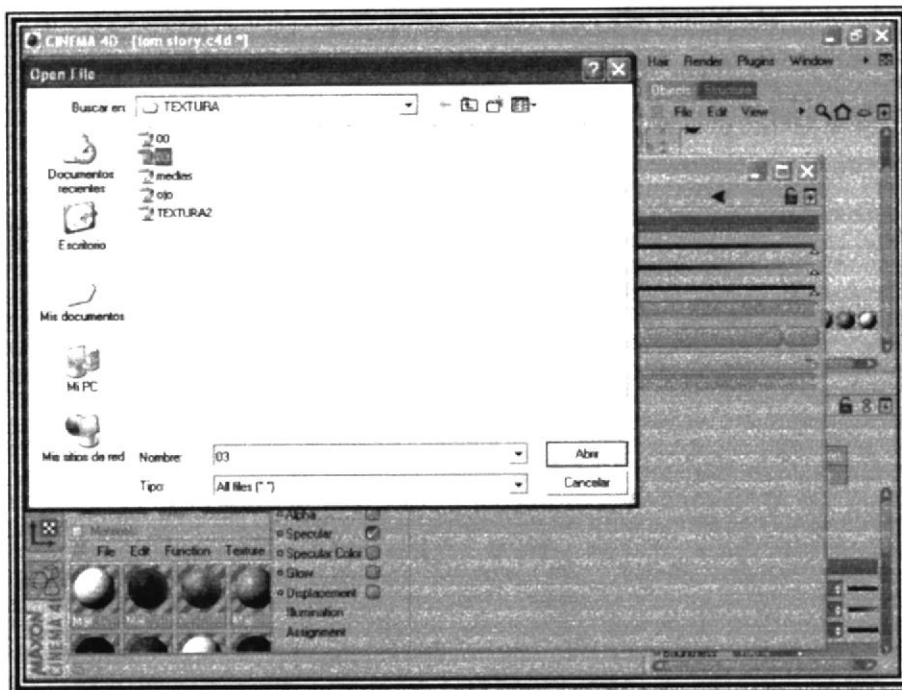 CINEMA 4D - [tom story.c4d *]
Open File
Hair Render Plugins Window
Objects Structure
File Edit View
Buscar en: TEXTURA
00
03
medias
ojo
TEXTURA2
Documentos recientes
Escritorio
Mis documentos
Mi PC
Mis sitios de red
Nombre: 03
Abrir
Tipo: All files (*.*)
Cancelar
Alpha
Materials
Specular
File Edit Function Texture
Specular Color
Glow
Displacement
Illumination
Assignment
MAXON
CINEMA 4D